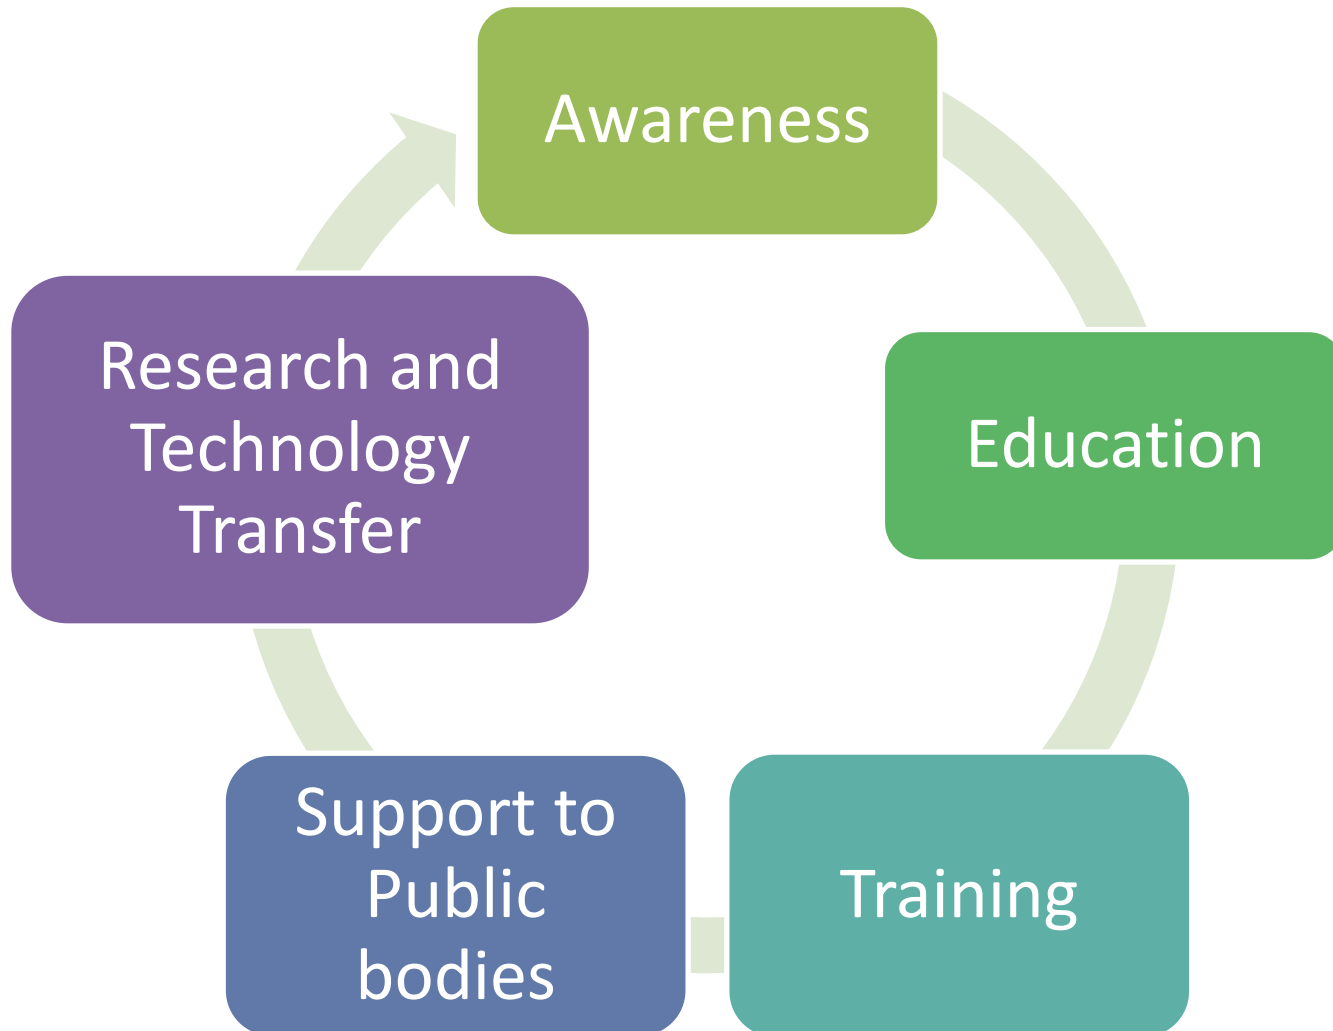 Awareness
Education
Training
Support to
Public
bodies
Research and
Technology
Transfer